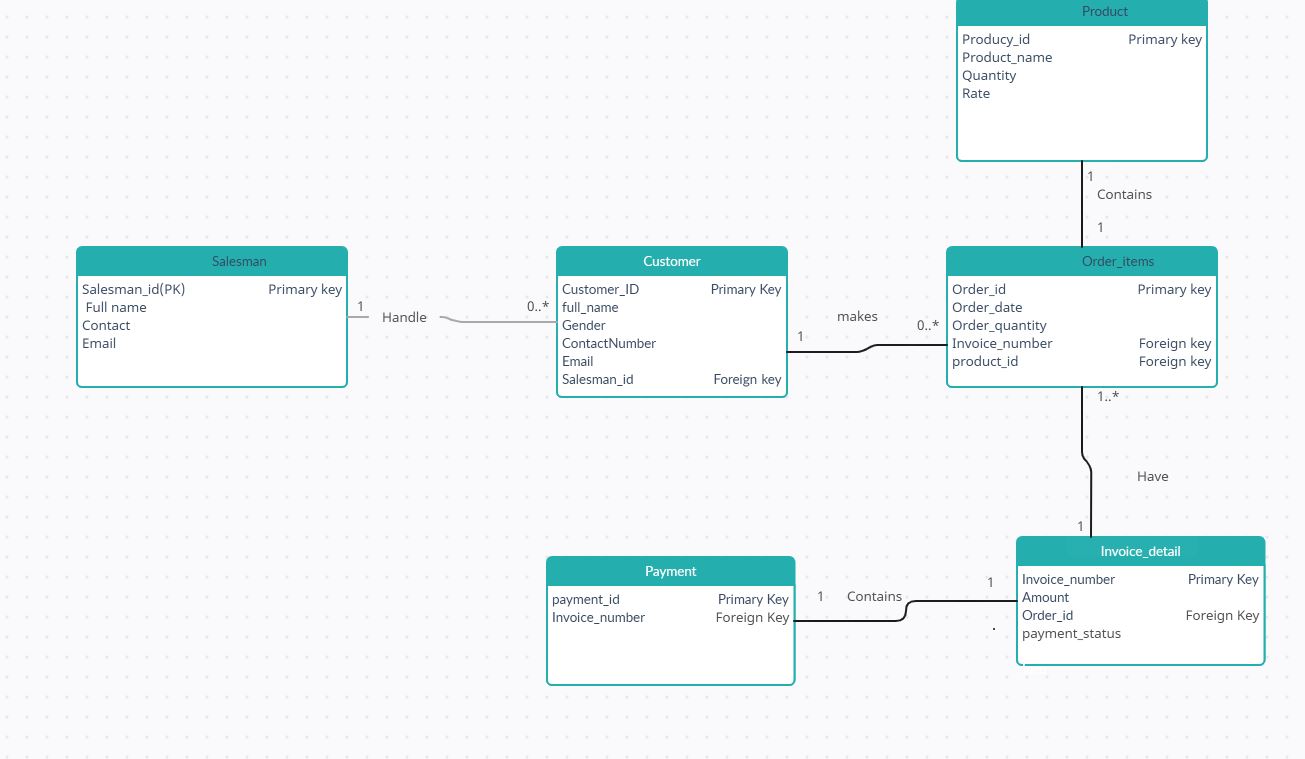 Product
Producy_id Primary key
Product_name
Quantity
Rate
1
Contains
1
Salesman
Salesman_id(PK) Primary key
Full name
Contact
Email
1
Handle
0..*
Customer
Customer_ID Primary Key
full_name
Gender
ContactNumber
Email
Salesman_id Foreign key
1
makes
0..*
Order_items
Order_id Primary key
Order_date
Order_quantity
Invoice_number Foreign key
product_id Foreign key
1..*
Have
1
Payment
payment_id Primary Key
Invoice_number Foreign Key
1
Contains
1
.
Invoice_detail
Invoice_number Primary Key
Amount
Order_id Foreign Key
payment_status